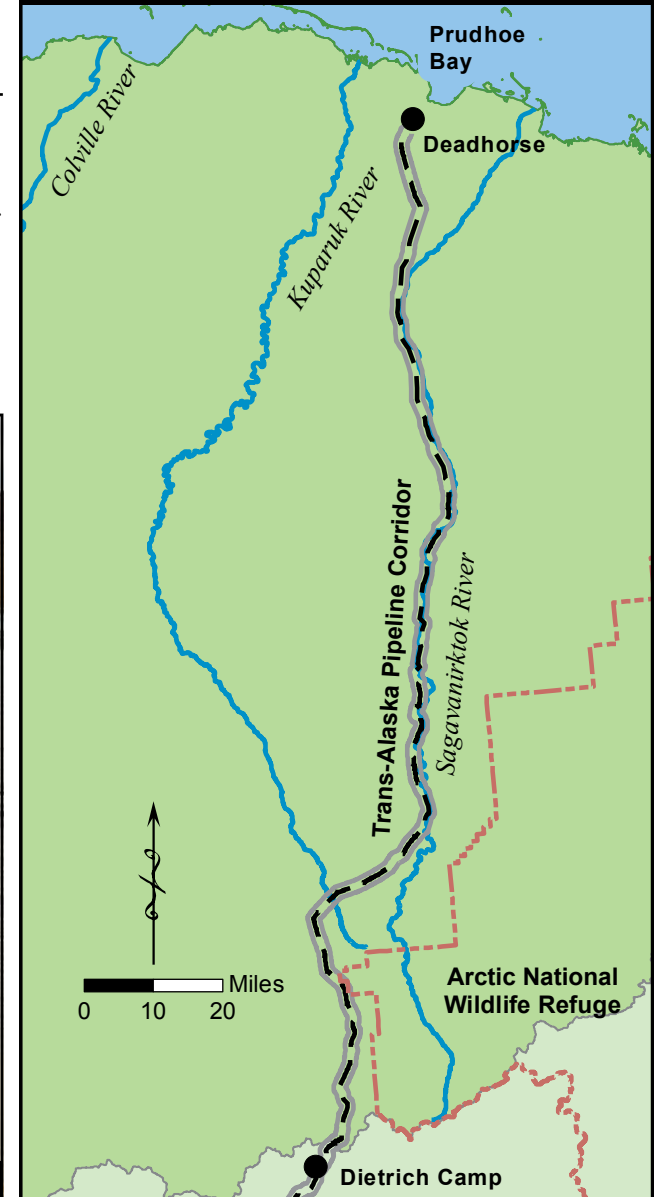 Prudhoe
Bay
Colville River
Deadhorse
Kuparuk River
Trans-Alaska Pipeline Corridor
Sagavanirktok River
Miles
0 10 20
Arctic National
Wildlife Refuge
Dietrich Camp